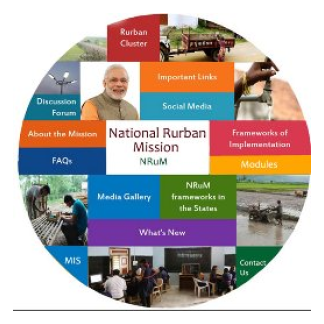 Rurban
Cluster
Important Links
Discussion
Forum
Social Media
About the Mission
National Rurban
Mission
NRuM
Frameworks of
Implementation
FAQs
Modules
Media Gallery
NRuM
frameworks in
the States
What's New
MIS
Contact
Us